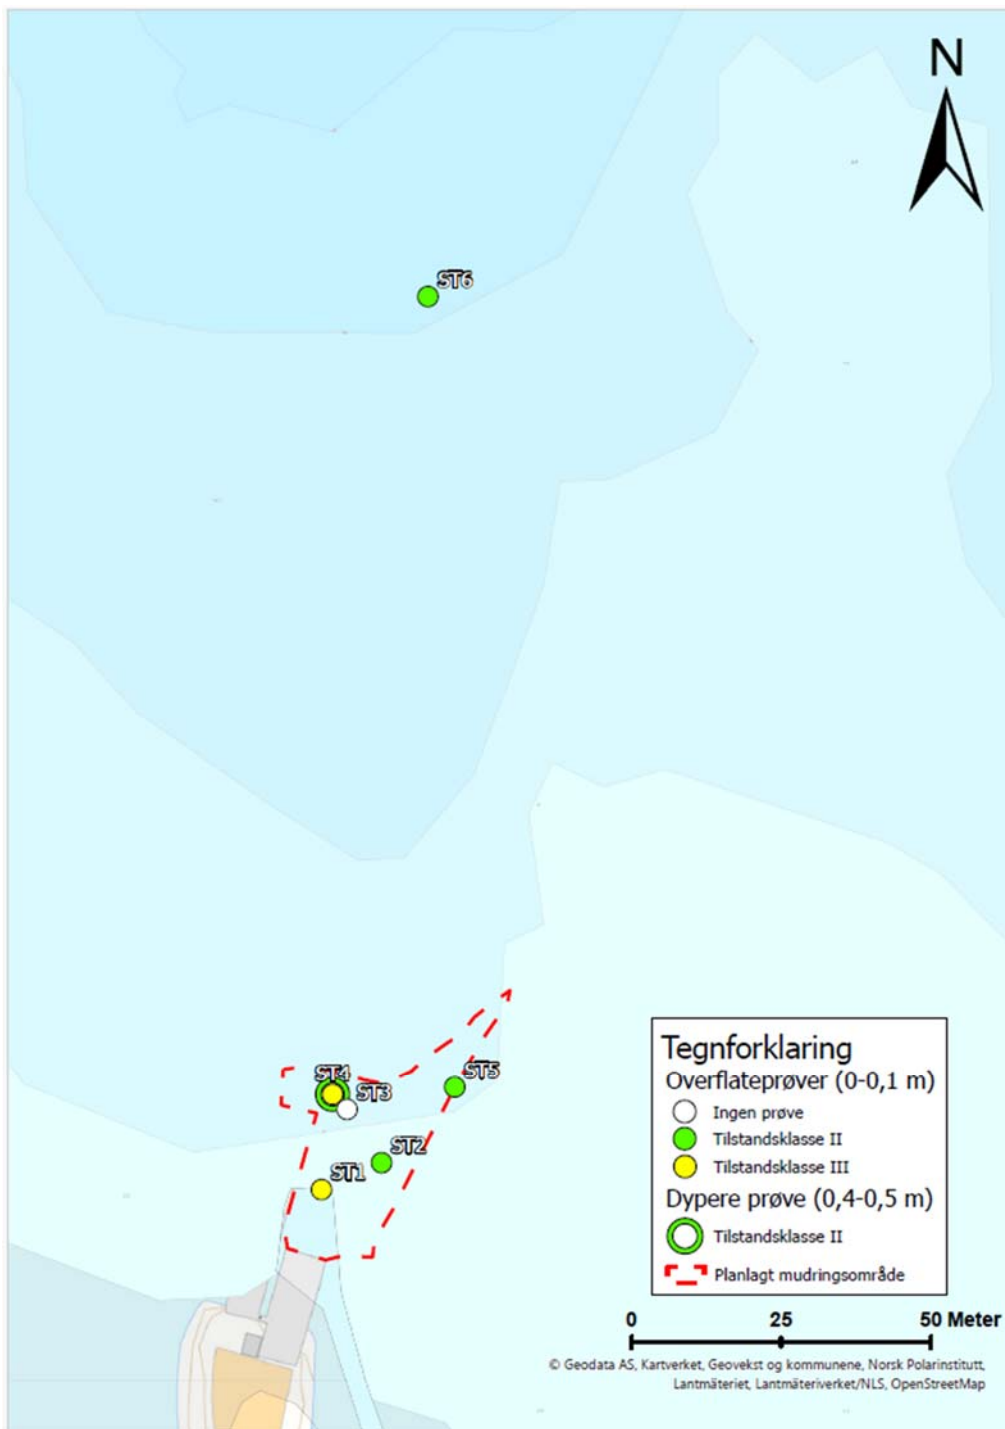 N
ST6
ST4
ST3
ST5
ST2
ST1
Tegnforklaring
Overflateprøver (0-0,1 m)
Ingen prøve
Tilstandsklasse II
Tilstandsklasse III
Dypere prøve (0,4-0,5 m)
Tilstandsklasse II
Planlagt mudringsområde
0 25 50 Meter
© Geodata AS, Kartverket, Geovekst og kommunene, Norsk Polarinstitutt,
Lantmäteriet, Lantmäteriverket/NLS, OpenStreetMap